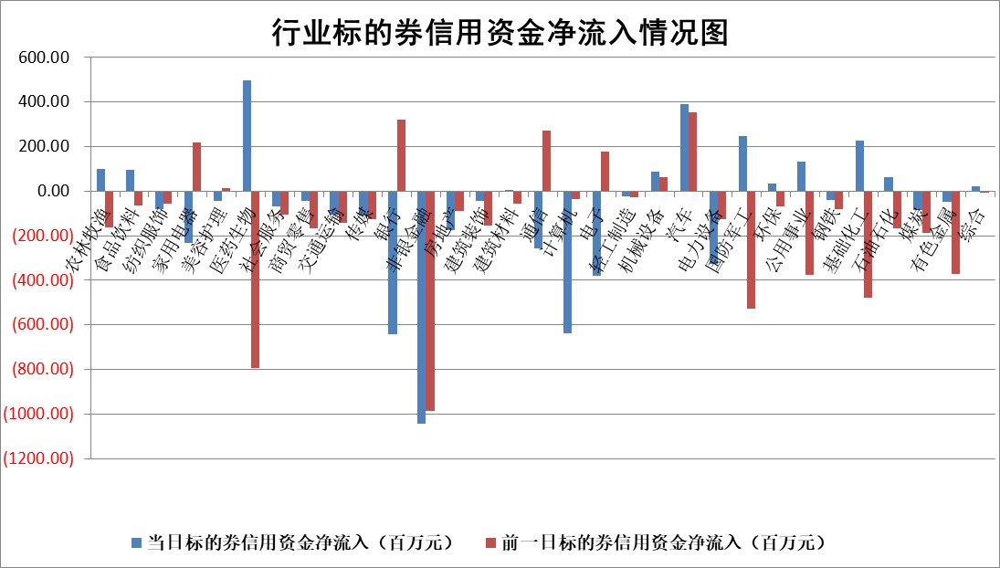 行业标的券信用资金净流入情况图
600.00
400.00
200.00
0.00
(200.00)
(400.00)
(600.00)
(800.00)
(1000.00)
(1200.00)
农林牧渔
食品饮料
纺织服饰
家用电器
美容护理
医药生物
社会服务
商贸零售
交通运输
传媒
银行
非银金融
房地产
建筑装饰
建筑材料
通信
计算机
电子
轻工制造
机械设备
汽车
电力设备
国防军工
环保
公用事业
钢铁
基础化工
石油石化
煤炭
有色金属
综合
当日标的券信用资金净流入（百万元）
前一日标的券信用资金净流入（百万元）